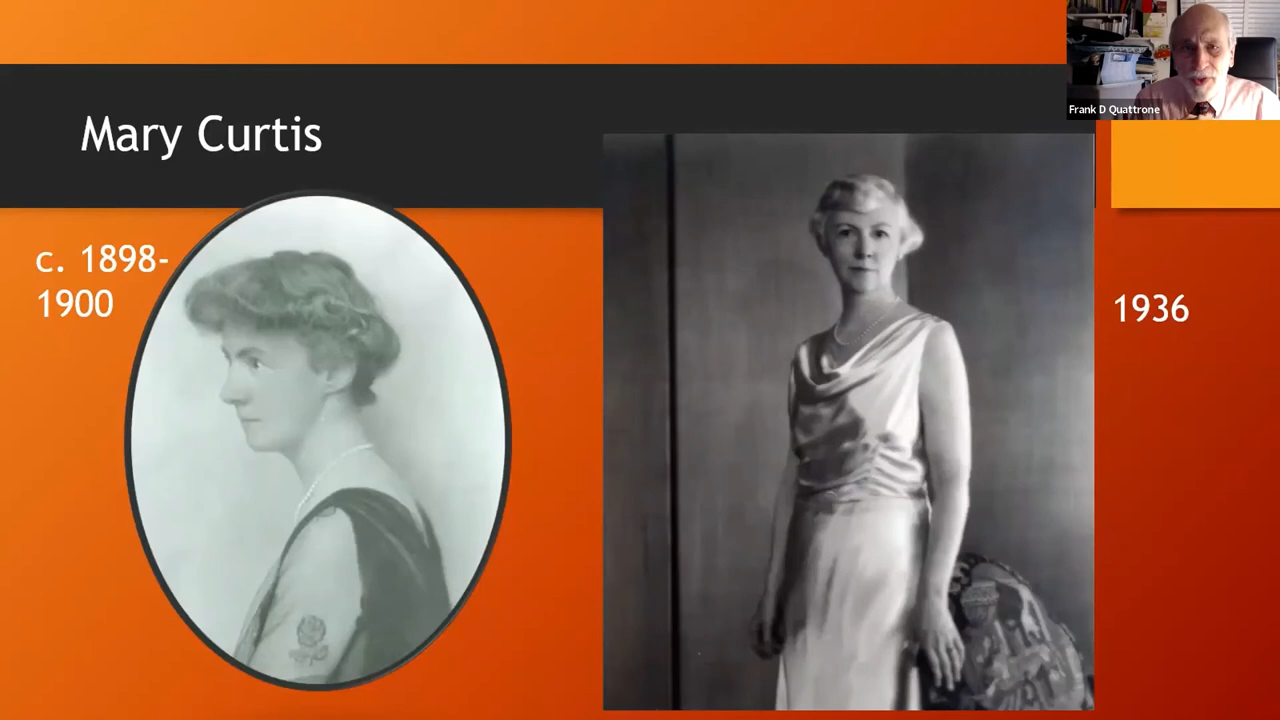 Mary Curtis
Frank D Quattrone
c. 1898-
1900
1936